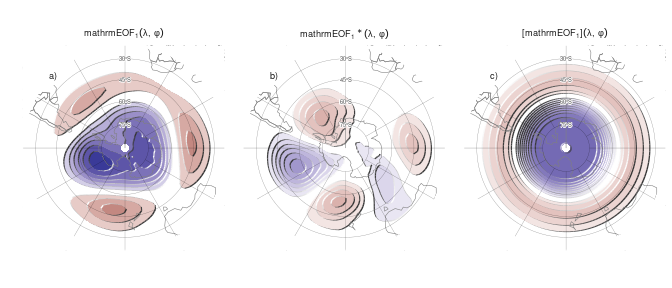 mathrmEOF₁(λ, φ)
mathrmEOF₁ * (λ, φ)
[mathrmEOF₁](λ, φ)
a)
30°S
45°S
60°S
75°S
b)
30°S
45°S
60°S
75°S
c)
30°S
45°S
60°S
75°S